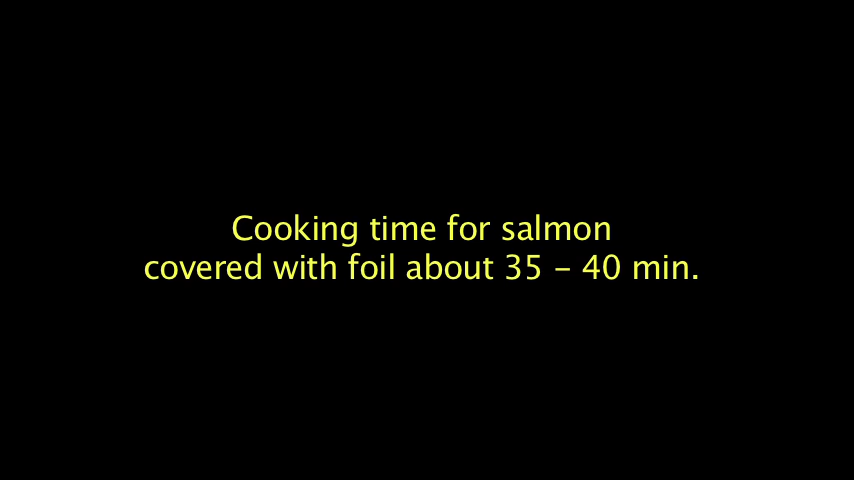 Cooking time for salmon
covered with foil about 35 – 40 min.